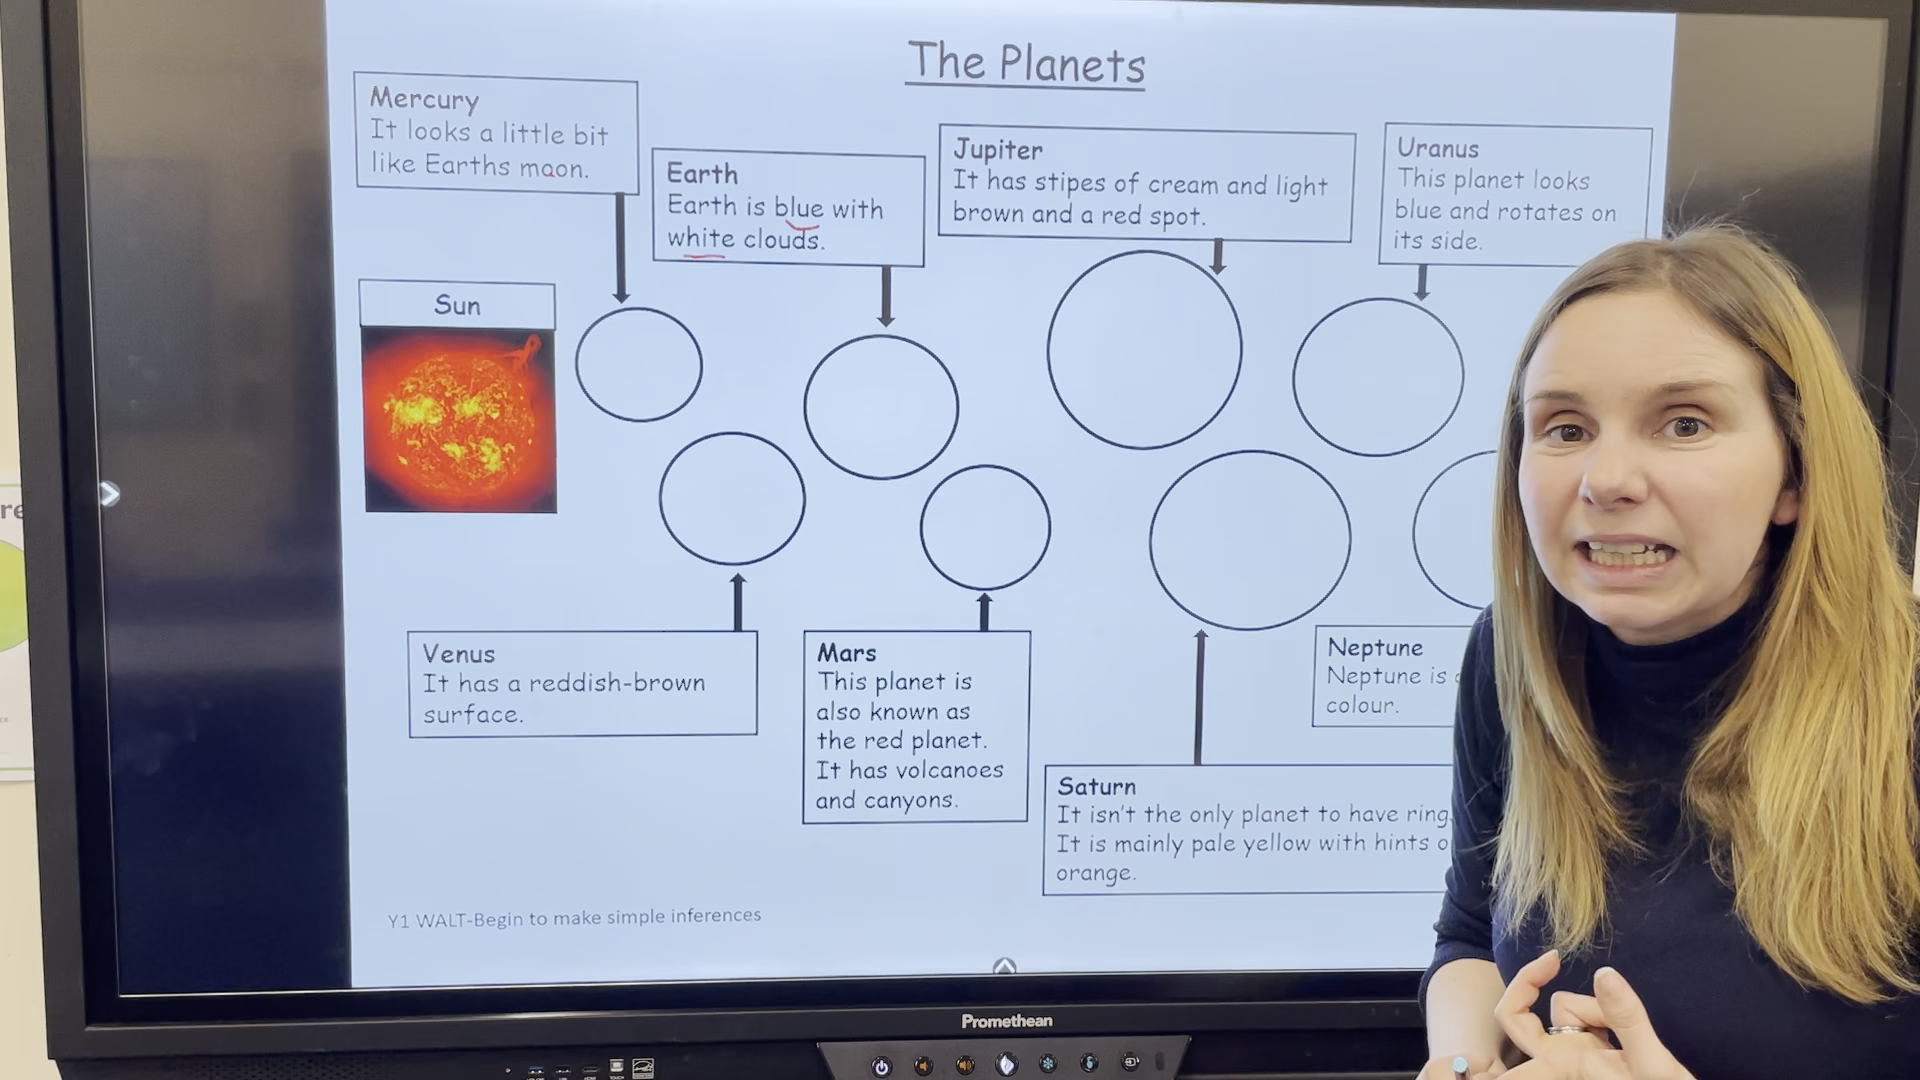 The Planets
Mercury
It looks a little bit
like Earths moon.
Earth
Earth is blue with
white clouds.
Jupiter
It has stipes of cream and light
brown and a red spot.
Uranus
This planet looks
blue and rotates on
its side.
Sun
Venus
It has a reddish-brown
surface.
Mars
This planet is
also known as
the red planet.
It has volcanoes
and canyons.
Neptune
Neptune is
colour.
Saturn
It isn't the only planet to have ring
It is mainly pale yellow with hints o
orange.
Y1 WALT-Begin to make simple inferences
Promethean
re